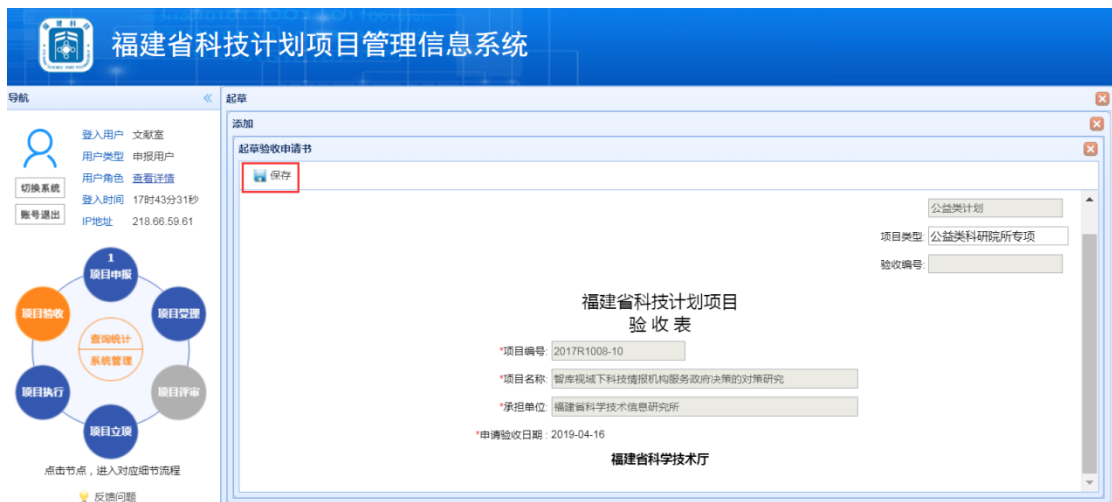 福建省科技计划项目管理信息系统
导航
起草
添加
起草验收申请书
保存
登入用户 文献室
用户类型 申报用户
用户角色 查看详情
登入时间 17时43分31秒
IP地址 218.66.59.61
切换系统
账号退出
1
项目申报
项目验收
项目受理
查询统计
系统管理
项目执行
项目评审
项目立项
点击节点，进入对应细节流程
反馈问题
公益类计划
项目类型: 公益类科研院所专项
验收编号:
福建省科技计划项目
验 收 表
*项目编号: 2017R1008-10
*项目名称: 智库视域下科技情报机构服务政府决策的对策研究
*承担单位: 福建省科学技术信息研究所
*申请验收日期 : 2019-04-16
福建省科学技术厅